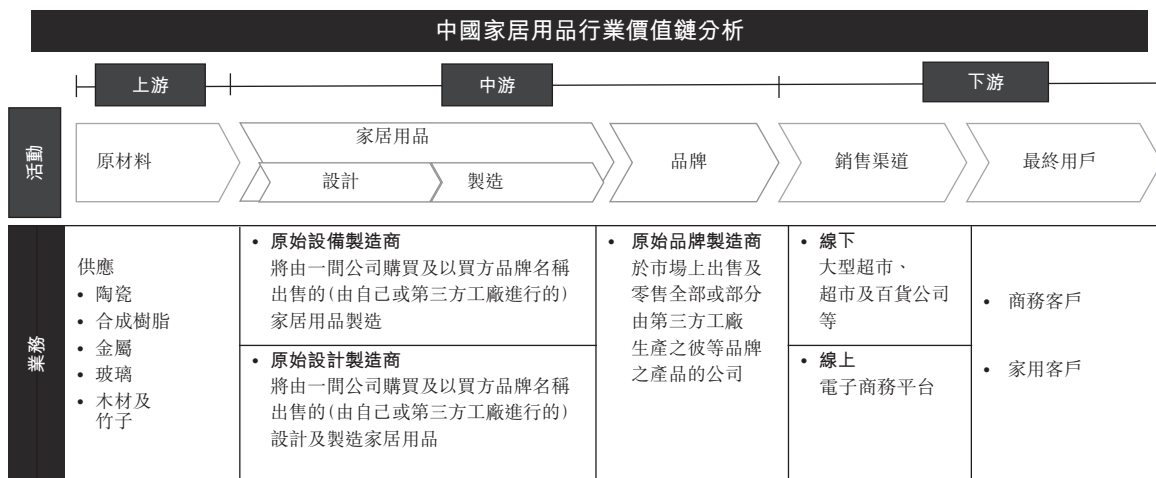 中國家居用品行業價值鏈分析
上游
中游
下游
活動
原材料
家居用品
設計
製造
品牌
銷售渠道
最終用戶
業務
供應
• 陶瓷
• 合成樹脂
• 金屬
• 玻璃
• 木材及
竹子
• 原始設備製造商
將由一間公司購買及以買方品牌名稱
出售的(由自己或第三方工廠進行的)
家居用品製造
• 原始設計製造商
將由一間公司購買及以買方品牌名稱
出售的(由自己或第三方工廠進行的)
設計及製造家居用品
• 原始品牌製造商
於市場上出售及
零售全部或部分
由第三方工廠
生產之彼等品牌
之產品的公司
• 線下
大型超市、
超市及百貨公司
等
• 線上
電子商務平台
• 商務客戶
• 家用客戶